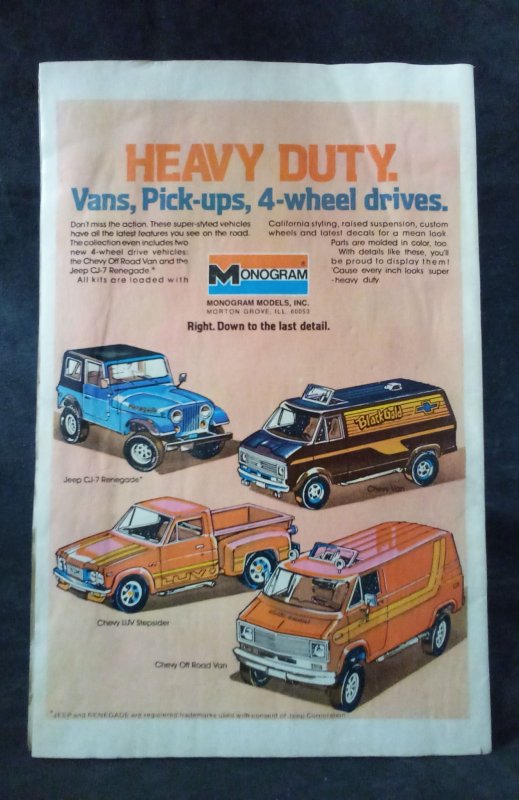 HEAVY DUTY.
Vans, Pick-ups, 4-wheel drives.
Don't miss the action. These super-styled vehicles
have all the latest features you see on the road.
The collection even includes two
new 4-wheel drive vehicles:
the Chevy Off Road Van and the
Jeep CJ-7 Renegade.*
All kits are loaded with
California styling, raised suspension, custom
wheels and latest decals for a mean look.
Parts are molded in color, too.
With details like these, you'll
be proud to display them!
'Cause every inch looks super
-heavy duty.
MONOGRAM
MONOGRAM MODELS, INC.
MORTON GROVE, ILL. 60053
Right. Down to the last detail.
Renegade
Jeep CJ-7 Renegade*
BlackGold
Chevy Van
LUV
Chevy LUV Stepsider
Chevy Off Road Van
*JEEP and RENEGADE are registered trademarks used with consent of Jeep Corporation